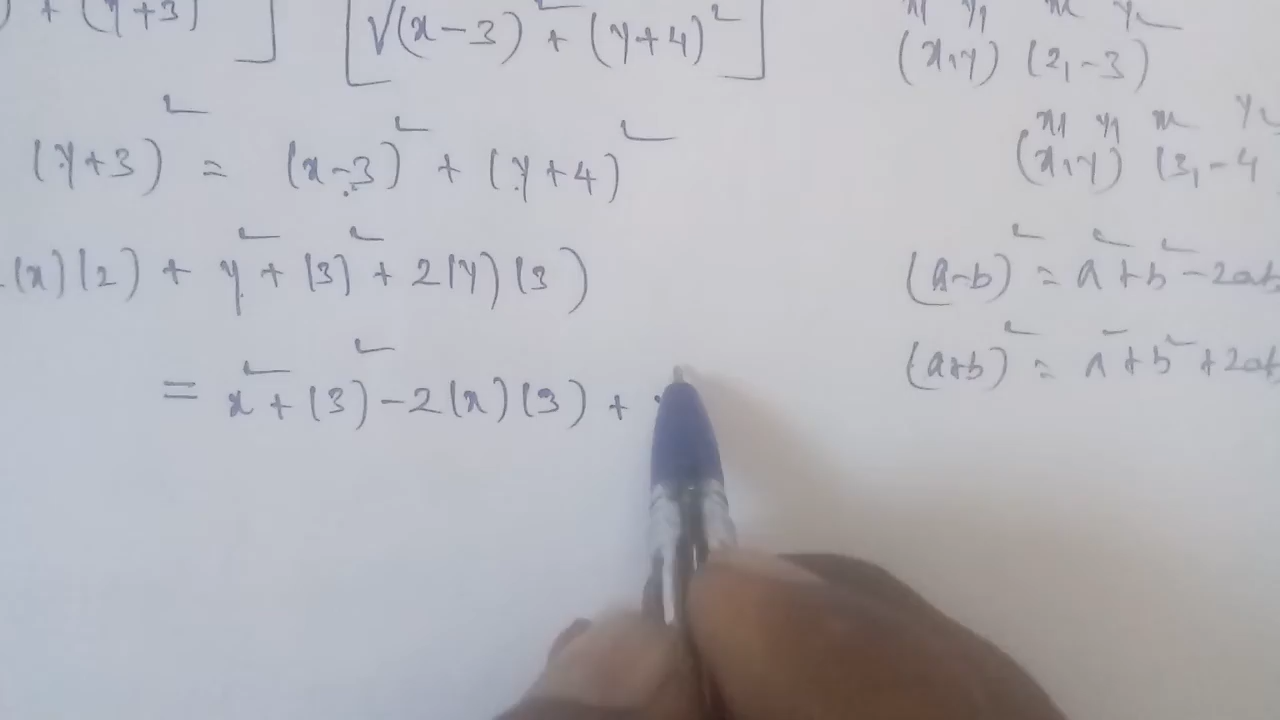 ) + (y+3) ] [√(x-3)² + (y+4)²]
x1 y1 x2 y2
(x,y) (2,-3)
(y+3)² = (x-3)² + (y+4)²
x1 y1 x2 y2
(x,y) (3,-4
(x)(2) + y² + (3)² + 2(y)(3)
(a-b)² = a²+b²-2ab
= x² + (3)² - 2(x)(3) +
(a+b)² = a²+b²+2ab